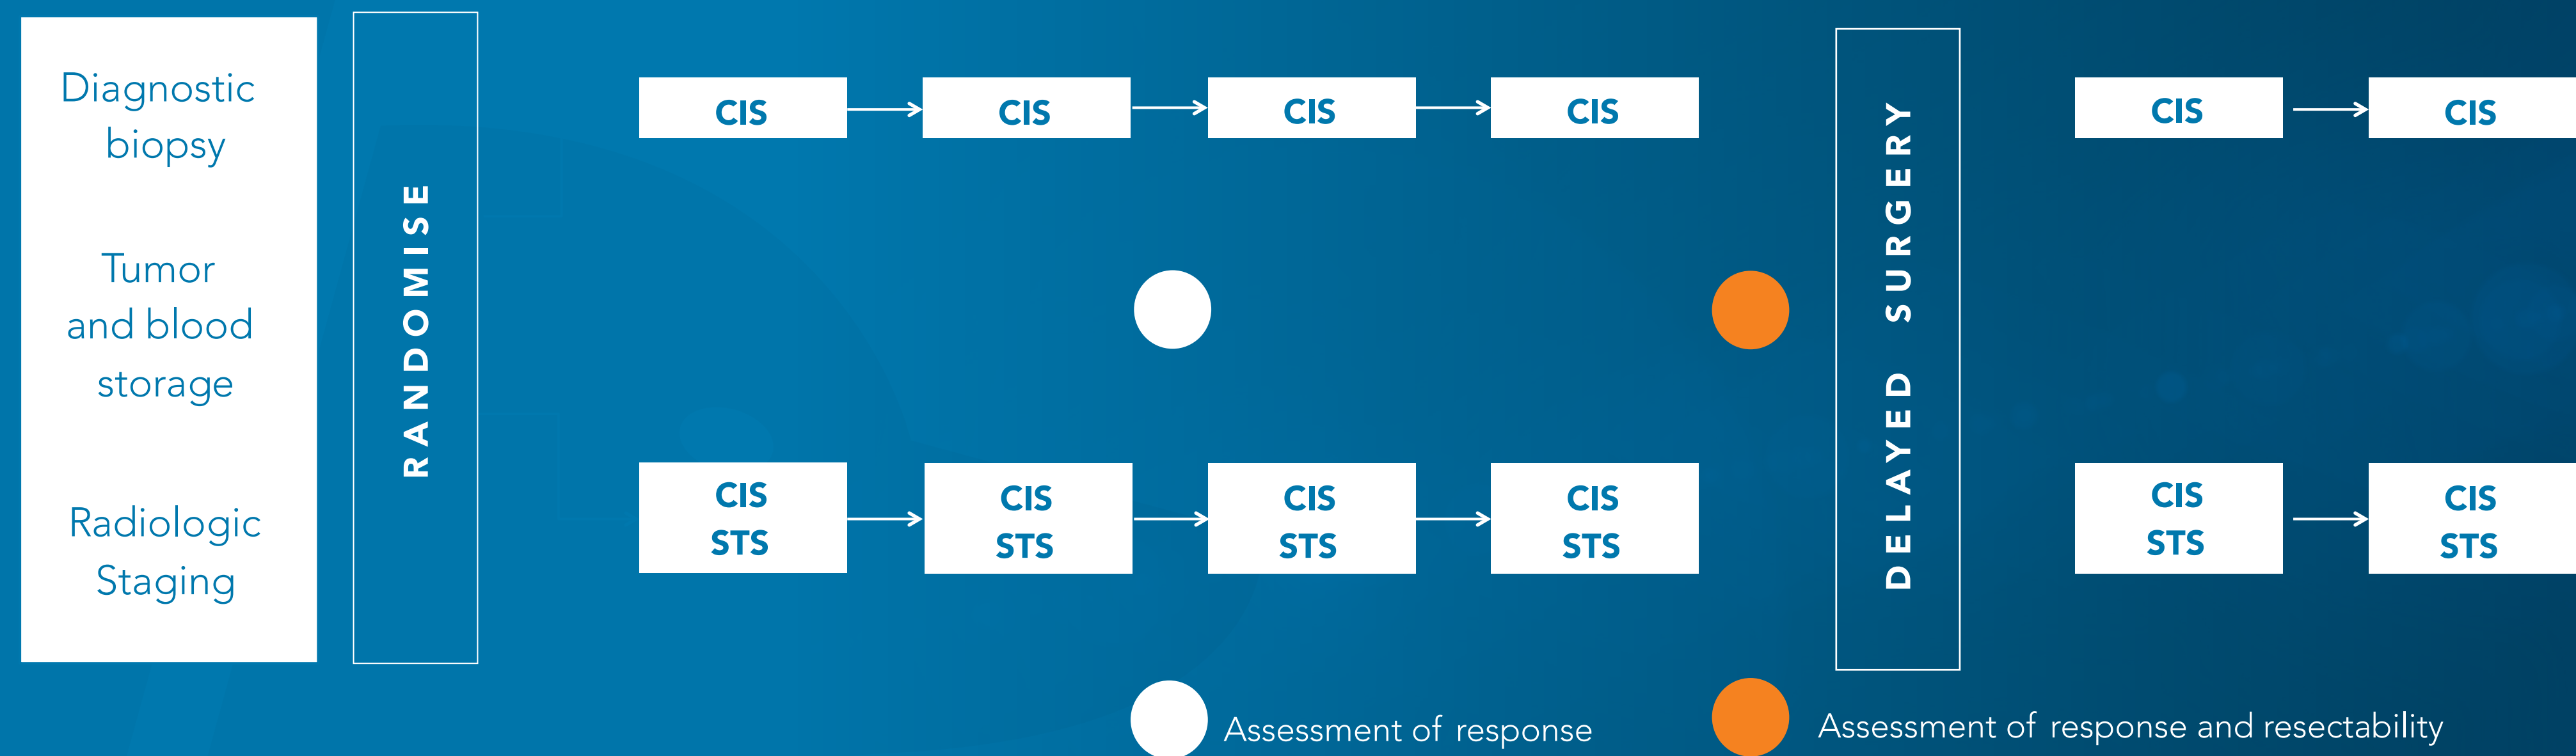 Diagnostic
biopsy
Tumor
and blood
storage
Radiologic
Staging
RANDOMISE
CIS
CIS
CIS
CIS
CIS
STS
CIS
STS
CIS
STS
CIS
STS
DELAYED SURGERY
CIS
CIS
CIS
STS
CIS
STS
Assessment of response
Assessment of response and resectability